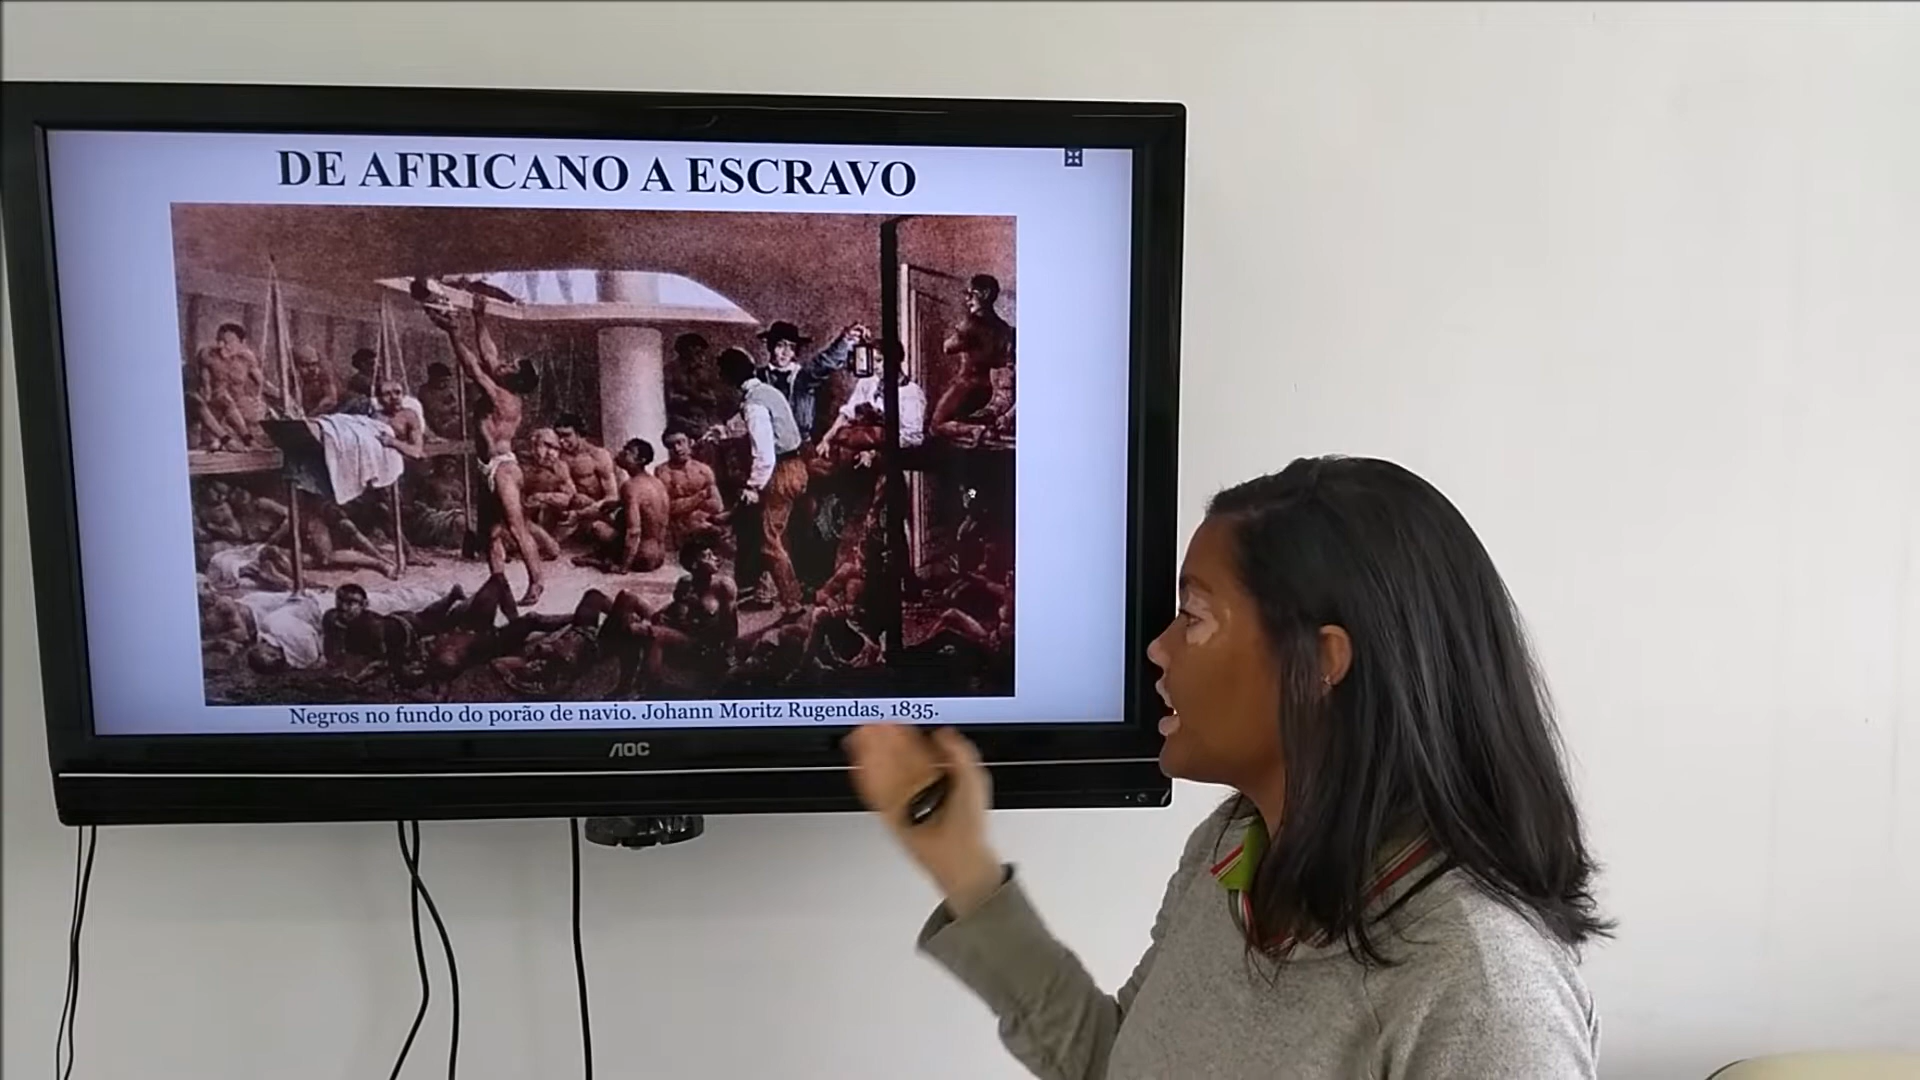 DE AFRICANO A ESCRAVO
Negros no fundo do porão de navio. Johann Moritz Rugendas, 1835.
AOC